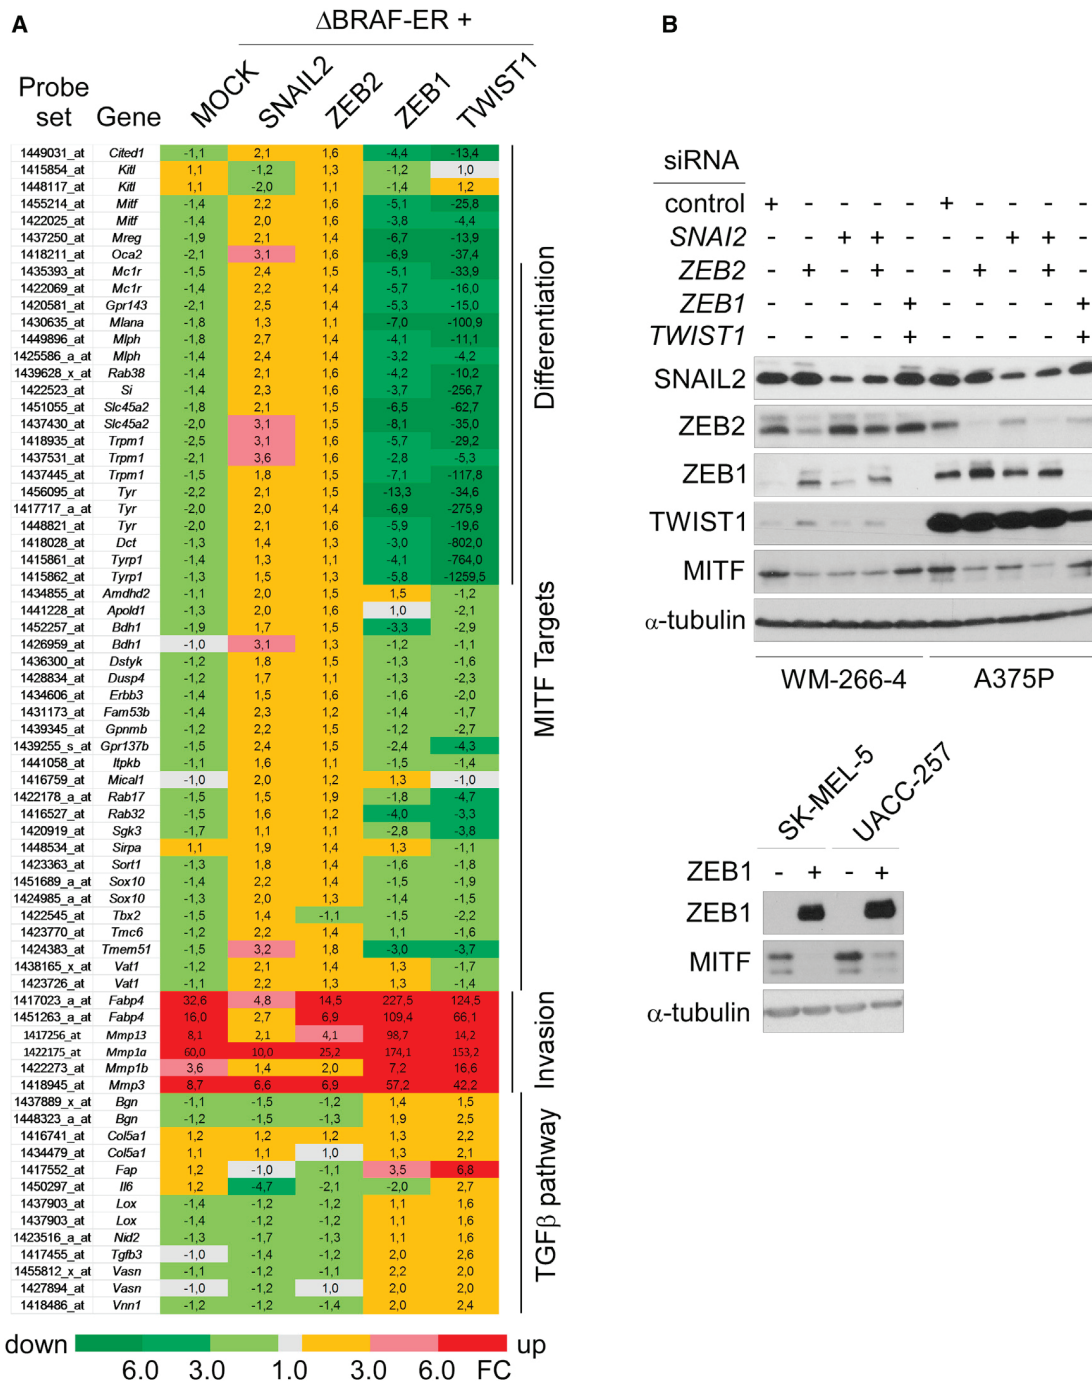 A
ΔBRAF-ER +
Probe set Gene MOCK SNAIL2 ZEB2 ZEB1 TWIST1
1449031_at Cited1 -1,1 2,1 1,6 -4,4 -13,4
1415854_at Kitl 1,1 -1,2 1,3 -1,2 1,0
1448117_at Kitl 1,1 -2,0 1,1 -1,4 1,2
1455214_at Mitf -1,4 2,2 1,6 -5,1 -25,8
1422025_at Mitf -1,4 2,0 1,6 -3,8 -4,4
1437250_at Mreg -1,9 2,1 1,4 -6,7 -13,9
1418211_at Oca2 -2,1 3,1 1,6 -6,9 -37,4
1435393_at Mc1r -1,5 2,4 1,5 -5,1 -33,9
1422069_at Mc1r -1,4 2,2 1,4 -5,7 -16,0
1420581_at Gpr143 -2,1 2,5 1,4 -5,3 -15,0
1430635_at Mlana -1,8 1,3 1,1 -7,0 -100,9
1449896_at Mlph -1,8 2,7 1,6 -4,1 -11,1
1425586_a_at Mlph -1,4 2,4 1,4 -3,2 -4,2
1439628_x_at Rab38 -1,4 2,1 1,6 -4,2 -10,2
1422523_at Si -1,4 2,3 1,6 -3,7 -256,7
1451055_at Slc45a2 -1,8 2,1 1,5 -6,5 -62,7
1437430_at Slc45a2 -2,0 3,1 1,5 -8,1 -35,0
1418935_at Trpm1 -2,5 3,1 1,6 -5,7 -29,2
1437531_at Trpm1 -2,1 3,6 1,6 -2,8 -5,3
1437445_at Trpm1 -1,5 1,8 1,5 -7,1 -117,8
1456095_at Tyr -2,2 2,1 1,5 -13,3 -34,6
1417717_a_at Tyr -2,0 2,0 1,4 -6,9 -275,9
1448821_at Tyr -2,0 2,1 1,6 -5,9 -19,6
1418028_at Dct -1,3 1,4 1,3 -3,0 -802,0
1415861_at Tyrp1 -1,4 1,3 1,1 -4,1 -764,0
1415862_at Tyrp1 -1,3 1,5 1,3 -5,8 -1259,5
1434855_at Amdhd2 -1,1 2,0 1,5 1,5 -1,2
1441228_at Apold1 -1,3 2,0 1,6 1,0 -2,1
1452257_at Bdh1 -1,9 1,7 1,5 -3,3 -2,9
1426959_at Bdh1 -1,0 3,1 1,3 -1,2 -1,1
1436300_at Dstyk -1,2 1,8 1,5 -1,3 -1,6
1428834_at Dusp4 -1,2 1,7 1,1 -1,3 -2,3
1434606_at Erbb3 -1,4 1,5 1,6 -1,6 -2,0
1431173_at Fam53b -1,4 2,3 1,2 -1,4 -1,7
1439345_at Gpnmb -1,2 2,2 1,5 -1,2 -2,7
1439255_s_at Gpr137b -1,5 2,4 1,5 -2,4 -4,3
1441058_at Itpkb -1,1 1,6 1,1 -1,5 -1,4
1416759_at Mical1 -1,0 2,0 1,2 1,3 -1,0
1422178_a_at Rab17 -1,5 1,5 1,9 -1,8 -4,7
1416527_at Rab32 -1,5 1,6 1,2 -4,0 -3,3
1420919_at Sgk3 -1,7 1,1 1,1 -2,8 -3,8
1448534_at Sirpa 1,1 1,9 1,4 1,3 -1,1
1423363_at Sort1 -1,3 1,8 1,4 -1,6 -1,8
1451689_a_at Sox10 -1,4 2,2 1,4 -1,5 -1,9
1424985_a_at Sox10 -1,3 2,0 1,3 -1,4 -1,5
1422545_at Tbx2 -1,5 1,4 -1,1 -1,5 -2,2
1423770_at Tmc6 -1,2 2,2 1,4 1,1 -1,6
1424383_at Tmem51 -1,5 3,2 1,8 -3,0 -3,7
1438165_x_at Vat1 -1,2 2,1 1,4 1,3 -1,7
1423726_at Vat1 -1,1 2,2 1,3 1,3 -1,4
1417023_a_at Fabp4 32,6 4,8 14,5 227,5 124,5
1451263_a_at Fabp4 16,0 2,7 6,9 109,4 66,1
1417256_at Mmp13 8,1 2,1 4,1 98,7 14,2
1422175_at Mmp1a 60,0 10,0 25,2 174,1 153,2
1422273_at Mmp1b 3,6 1,4 2,0 7,2 16,6
1418945_at Mmp3 8,7 6,6 6,9 57,2 42,2
1437889_x_at Bgn -1,1 -1,5 -1,2 1,4 1,5
1448323_a_at Bgn -1,2 -1,5 -1,3 1,9 2,5
1416741_at Col5a1 1,2 1,2 1,2 1,3 2,2
1434479_at Col5a1 1,1 1,1 1,0 1,3 2,1
1417552_at Fap 1,2 -1,0 -1,1 3,5 6,8
1450297_at Il6 1,2 -4,7 -2,1 -2,0 2,7
1437903_at Lox -1,4 -1,2 -1,2 1,1 1,6
1437903_at Lox -1,4 -1,2 -1,2 1,1 1,6
1423516_a_at Nid2 -1,3 -1,7 -1,3 1,1 1,6
1417455_at Tgfb3 -1,0 -1,4 -1,2 2,0 2,6
1455812_x_at Vasn -1,1 -1,2 -1,1 2,2 2,0
1427894_at Vasn -1,0 -1,2 1,0 2,0 2,0
1418486_at Vnn1 -1,2 -1,2 -1,4 2,0 2,4
Differentiation
MITF Targets
Invasion
TGFβ pathway
down up
6.0 3.0 1.0 3.0 6.0 FC
B
siRNA
control + - - - - + - - - -
SNAI2 - - + + - - - + + -
ZEB2 - + - + - - + - + -
ZEB1 - - - - + - - - - +
TWIST1 - - - - + - - - - +
SNAIL2
ZEB2
ZEB1
TWIST1
MITF
α-tubulin
WM-266-4 A375P
SK-MEL-5 UACC-257
ZEB1 - + - +
ZEB1
MITF
α-tubulin